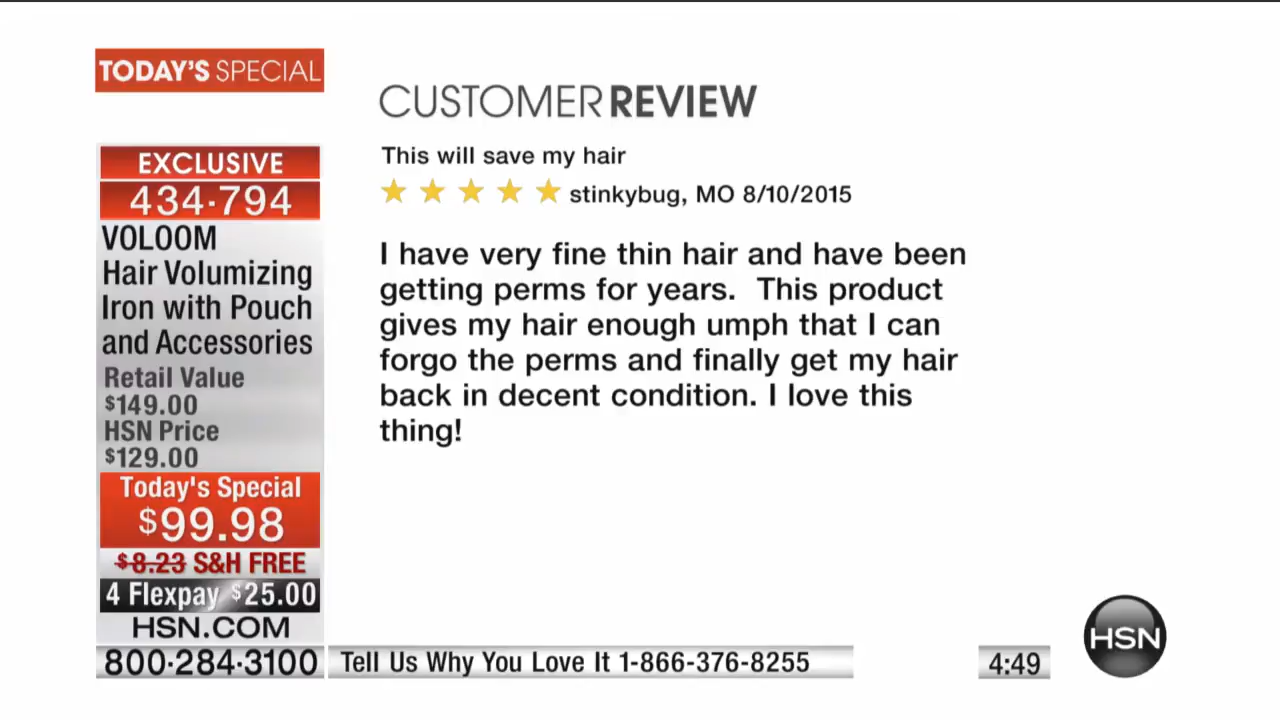 TODAY'S SPECIAL
CUSTOMER REVIEW
This will save my hair
stinkybug, MO 8/10/2015
I have very fine thin hair and have been
getting perms for years.  This product
gives my hair enough umph that I can
forgo the perms and finally get my hair
back in decent condition. I love this
thing!
EXCLUSIVE
434·794
VOLOOM
Hair Volumizing
Iron with Pouch
and Accessories
Retail Value
$149.00
HSN Price
$129.00
Today's Special
$99.98
$8.23 S&H FREE
4 Flexpay $25.00
HSN.COM
800·284·3100
Tell Us Why You Love It 1-866-376-8255
4:49
HSN